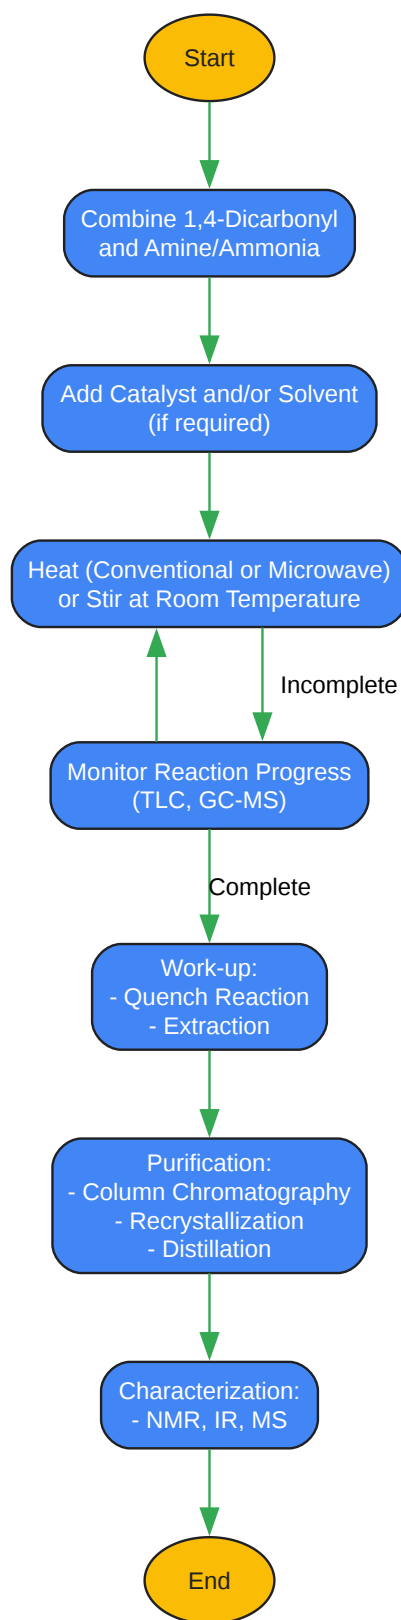 Start
Combine 1,4-Dicarbonyl
and Amine/Ammonia
Add Catalyst and/or Solvent
(if required)
Heat (Conventional or Microwave)
or Stir at Room Temperature
Incomplete
Monitor Reaction Progress
(TLC, GC-MS)
Complete
Work-up:
- Quench Reaction
- Extraction
Purification:
- Column Chromatography
- Recrystallization
- Distillation
Characterization:
- NMR, IR, MS
End